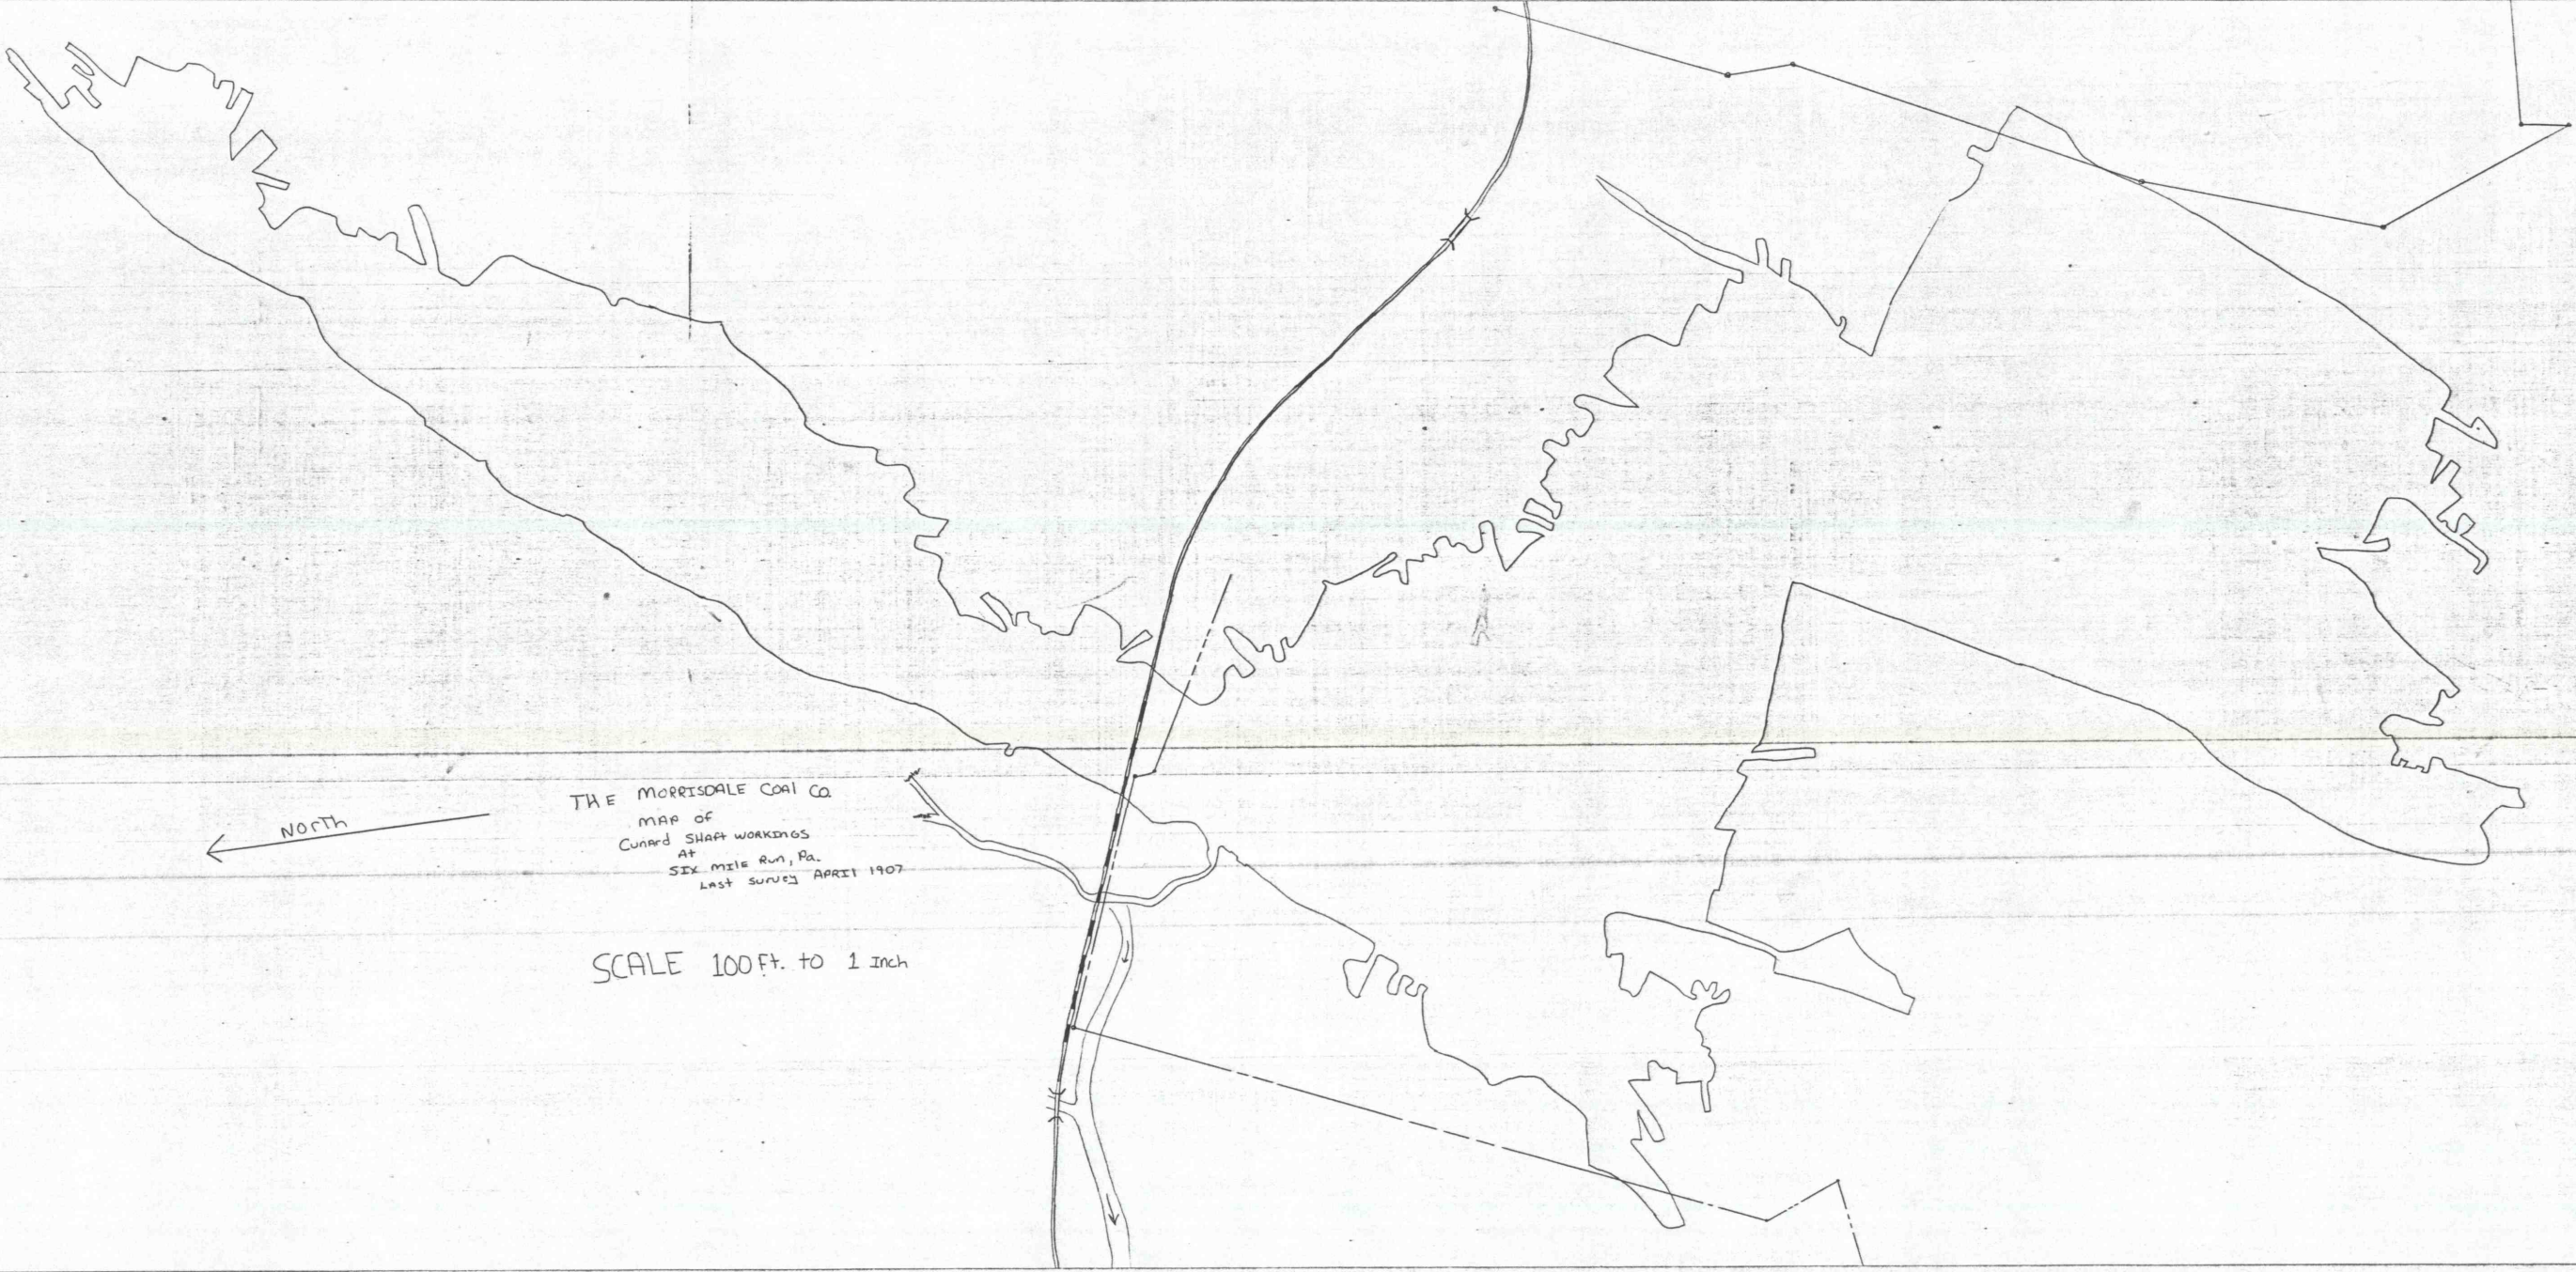 NORTH
THE MORRISDALE COAL CO.
MAP OF
CUNARD SHAFT WORKINGS
At
SIX MILE RUN, Pa.
LAST SURVEY APRIL 1907
SCALE 100 Ft. to 1 Inch